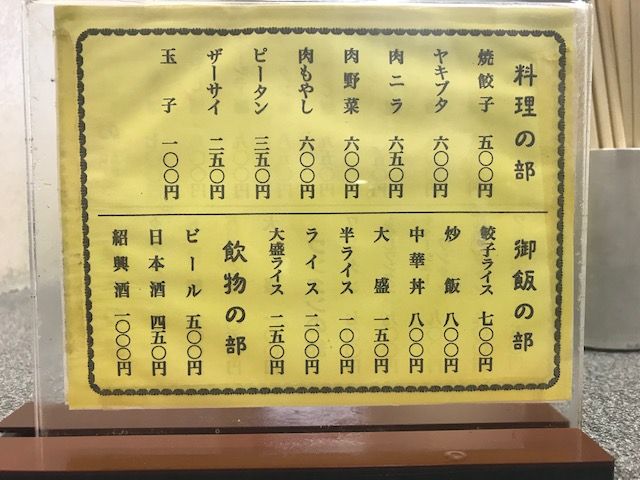 料理の部
焼餃子 五〇〇円
ヤキブタ 六〇〇円
肉ニラ 六五〇円
肉野菜 六〇〇円
肉もやし 六〇〇円
ピータン 三五〇円
ザーサイ 二五〇円
玉子 一〇〇円
御飯の部
餃子ライス 七〇〇円
炒飯 八〇〇円
中華丼 八〇〇円
大盛 一五〇円
半ライス 一〇〇円
ライス 二〇〇円
大盛ライス 二五〇円
飲物の部
ビール 五〇〇円
日本酒 四五〇円
紹興酒 一〇〇〇円